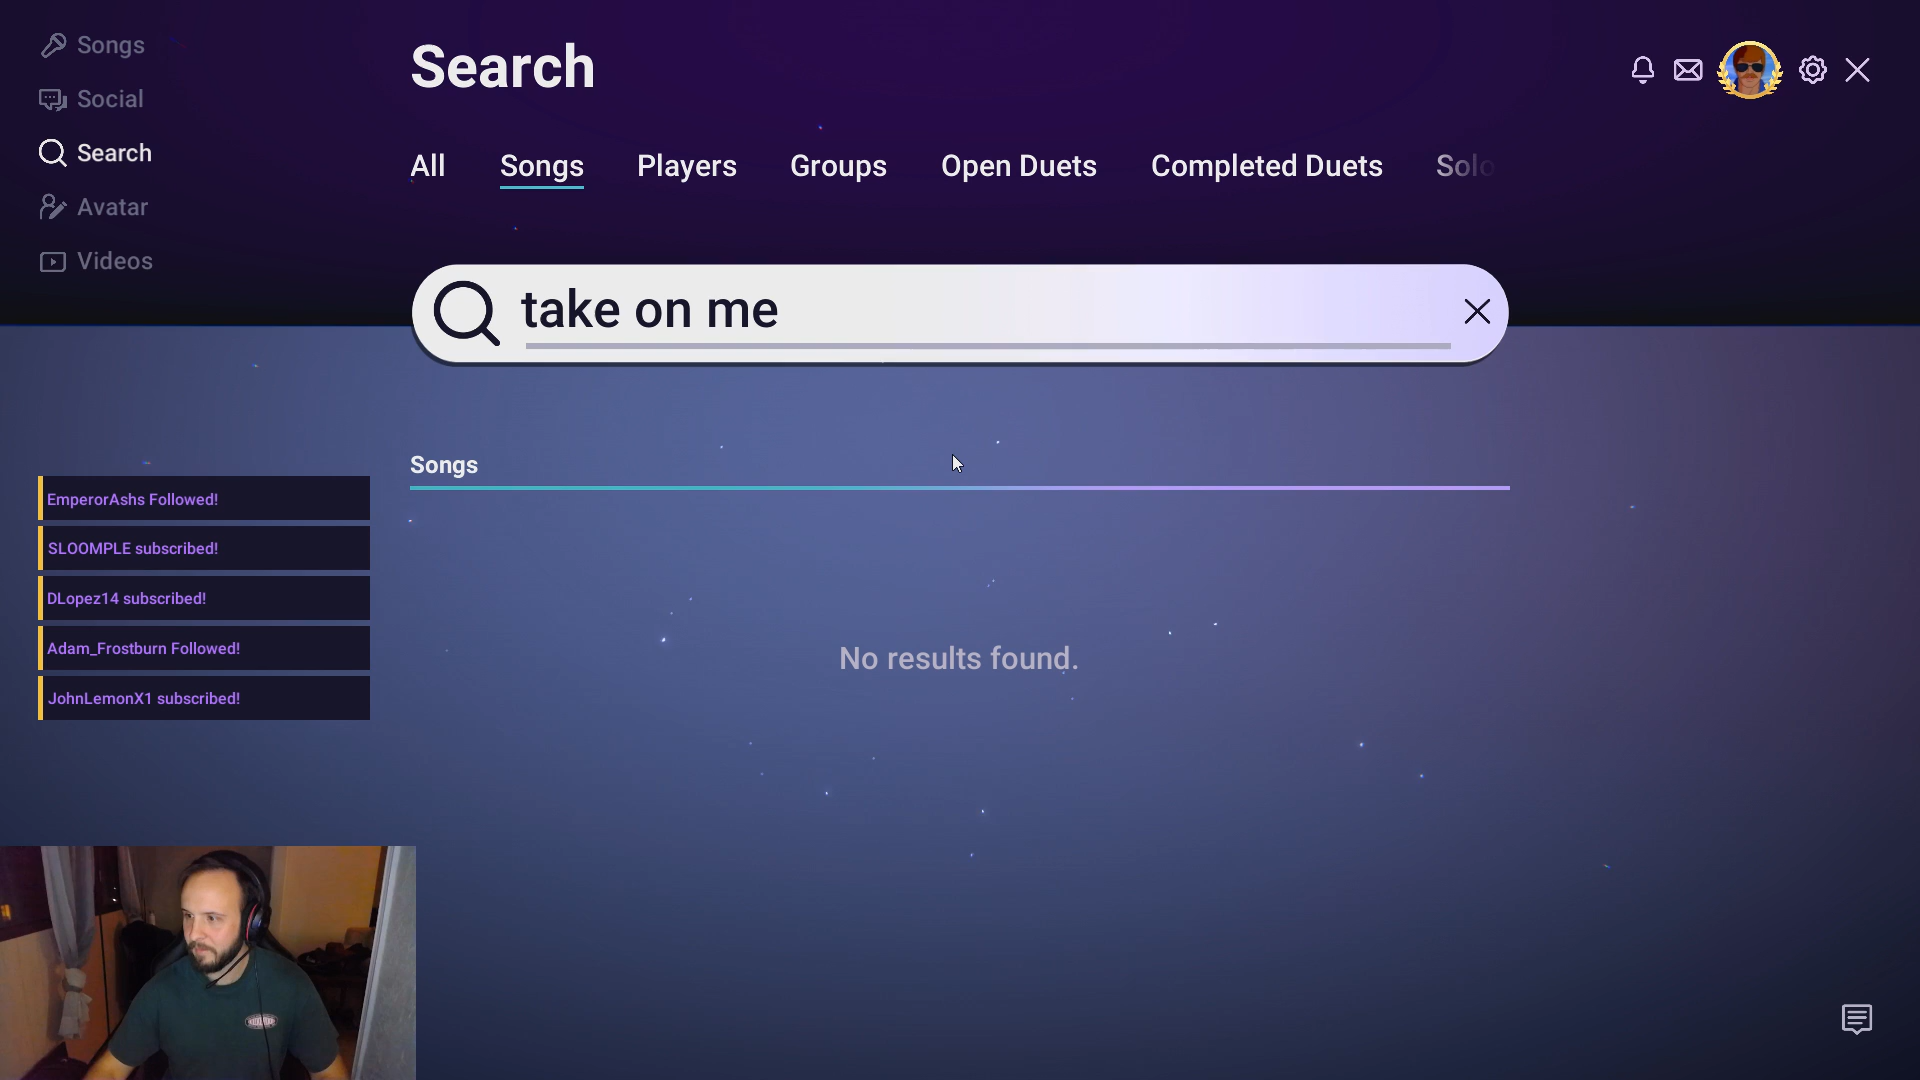 Songs
Social
Search
Avatar
Videos
Search
All Songs Players Groups Open Duets Completed Duets Solo
take on me
Songs
No results found.
EmperorAshs Followed!
SLOOMPLE subscribed!
DLopez14 subscribed!
Adam_Frostburn Followed!
JohnLemonX1 subscribed!